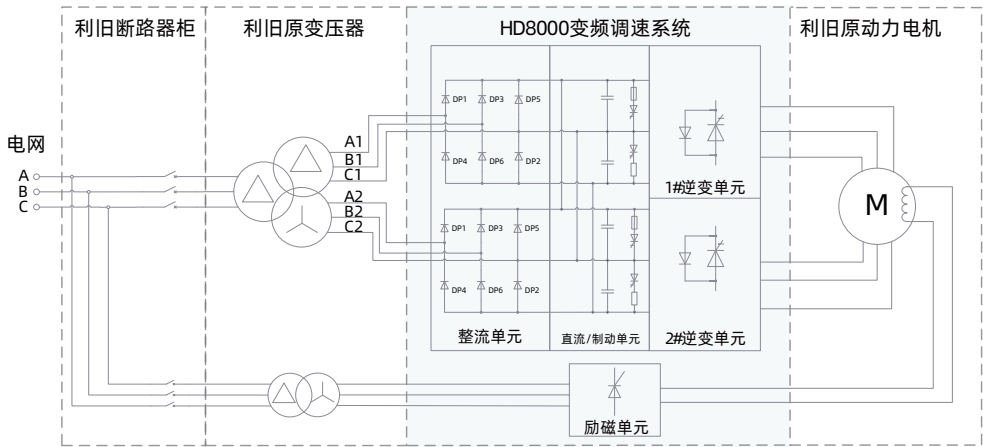 利旧断路器柜
利旧原变压器
HD8000变频调速系统
利旧原动力电机
电网
A
B
C
A1
B1
C1
A2
B2
C2
DP1
DP3
DP5
DP4
DP6
DP2
DP1
DP3
DP5
DP4
DP6
DP2
整流单元
直流/制动单元
1#逆变单元
2#逆变单元
M
励磁单元